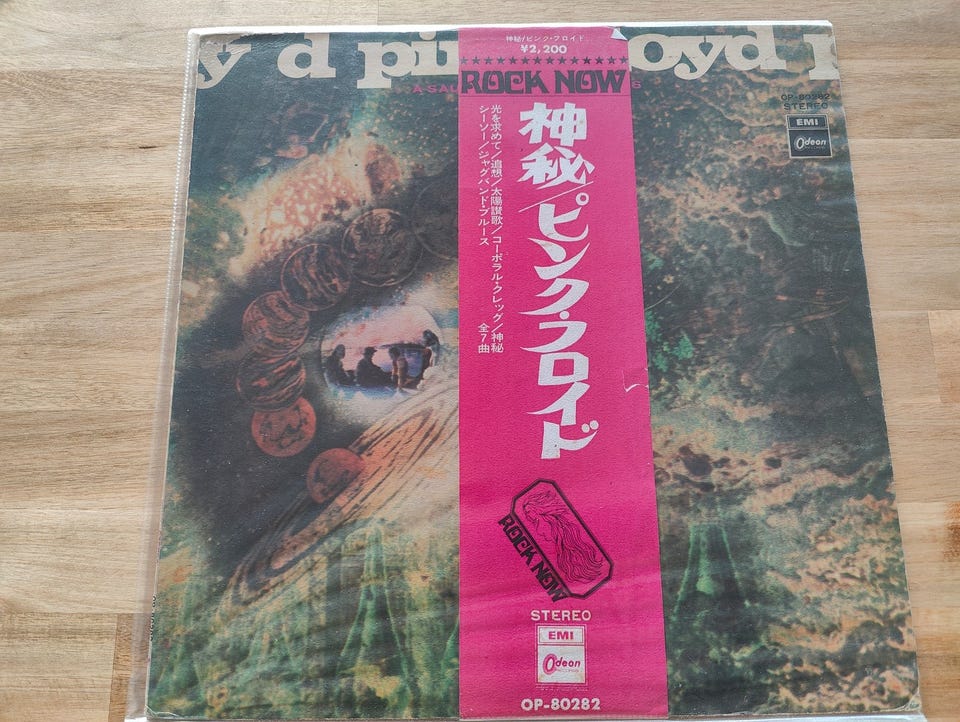 y d pi
oyd p
A SAU
S
神秘/ピンク・フロイド
¥2,200
ROCK NOW
神秘/ピンク・フロイド
光を求めて/追想/太陽讃歌/コーポラル・クレッグ/神秘
シーソー/ジャグバンド・ブルース 全7曲
OP-80282
STEREO
EMI
Odeon
ROCK NOW
STEREO
EMI
Odeon
OP-80282